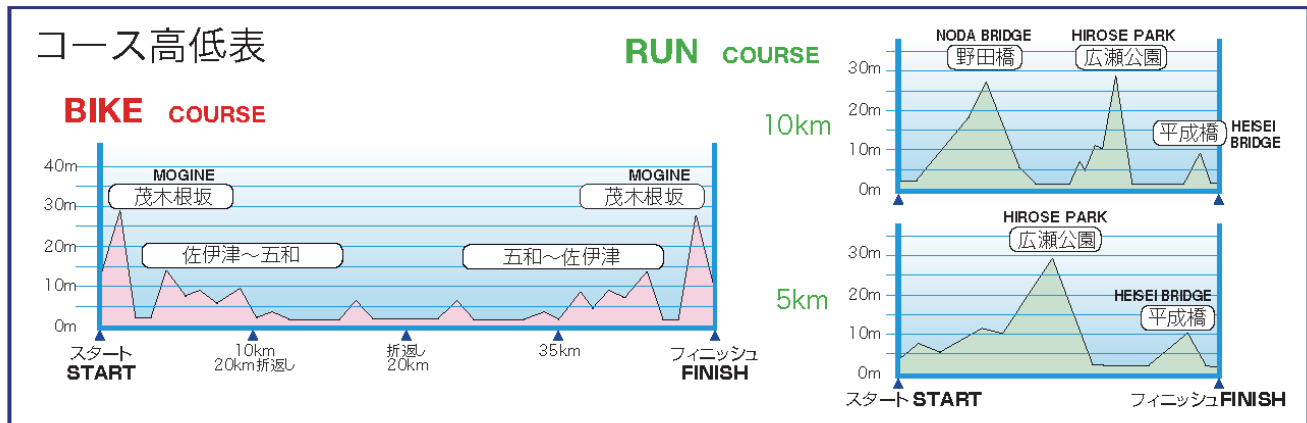 コース高低表
BIKE COURSE
40m
30m
20m
10m
0m
MOGINE
茂木根坂
佐伊津～五和
五和～佐伊津
MOGINE
茂木根坂
スタート
START
10km
20km折返し
折返し
20km
35km
フィニッシュ
FINISH
RUN COURSE
10km
30m
20m
10m
0m
NODA BRIDGE
野田橋
HIROSE PARK
広瀬公園
平成橋
HEISEI
BRIDGE
5km
30m
20m
10m
0m
HIROSE PARK
広瀬公園
HEISEI BRIDGE
平成橋
スタート START
フィニッシュ FINISH